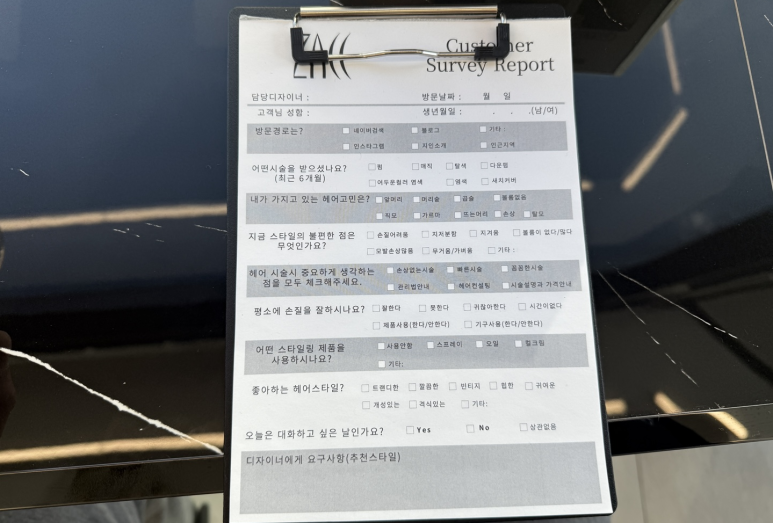 ZACC
Customer
Survey Report
담당디자이너 : 방문날짜 : 월 일
고객님 성함 : 생년월일 : . . .(남/여)
방문경로는? 네이버검색 블로그 기타 :
인스타그램 지인소개 인근지역
어떤시술을 받으셨나요? 펌 매직 탈색 다운펌
(최근 6개월) 어두운컬러 염색 염색 새치커버
내가 가지고 있는 헤어고민은? 앞머리 머리숱 곱슬 볼륨없음
직모 가르마 뜨는머리 손상 탈모
지금 스타일의 불편한 점은 손질어려움 지저분함 지겨움 볼륨이 없다/많다
무엇인가요? 모발손상많음 무거움/가벼움 기타 :
헤어 시술시 중요하게 생각하는 손상없는시술 빠른시술 꼼꼼한시술
점을 모두 체크해주세요. 관리법안내 헤어컨설팅 시술설명과 가격안내
평소에 손질을 잘하시나요? 잘한다 못한다 귀찮아한다 시간이없다
제품사용(한다/안한다) 기구사용(한다/안한다)
어떤 스타일링 제품을 사용안함 스프레이 오일 컬크림
사용하시나요? 기타:
좋아하는 헤어스타일? 트랜디한 깔끔한 빈티지 힙한 귀여운
개성있는 격식있는 기타:
오늘은 대화하고 싶은 날인가요? Yes No 상관없음
디자이너에게 요구사항(추천스타일)